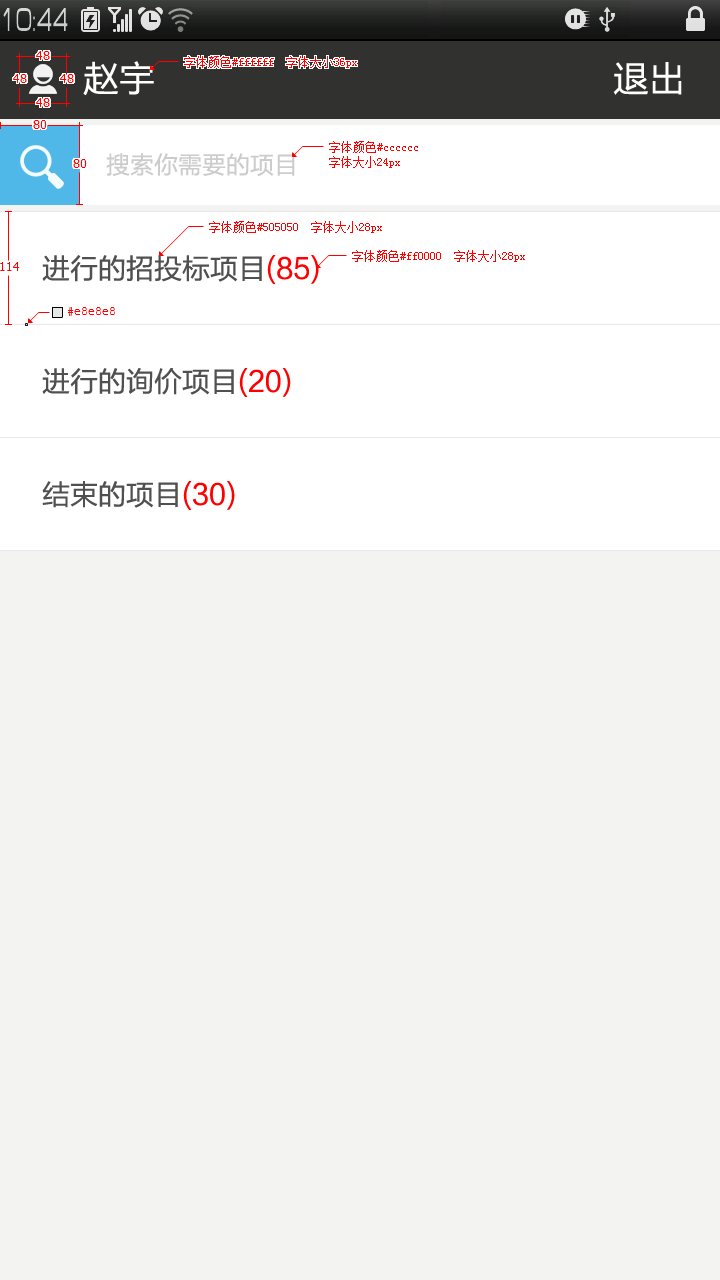 10:44
48
48 48 赵宇 字体颜色#ffffff 字体大小36px 退出
48
80
80 搜索你需要的项目 字体颜色#cccccc
字体大小24px
字体颜色#505050 字体大小28px
114 进行的招投标项目(85) 字体颜色#ff0000 字体大小28px
#e8e8e8
进行的询价项目(20)
结束的项目(30)